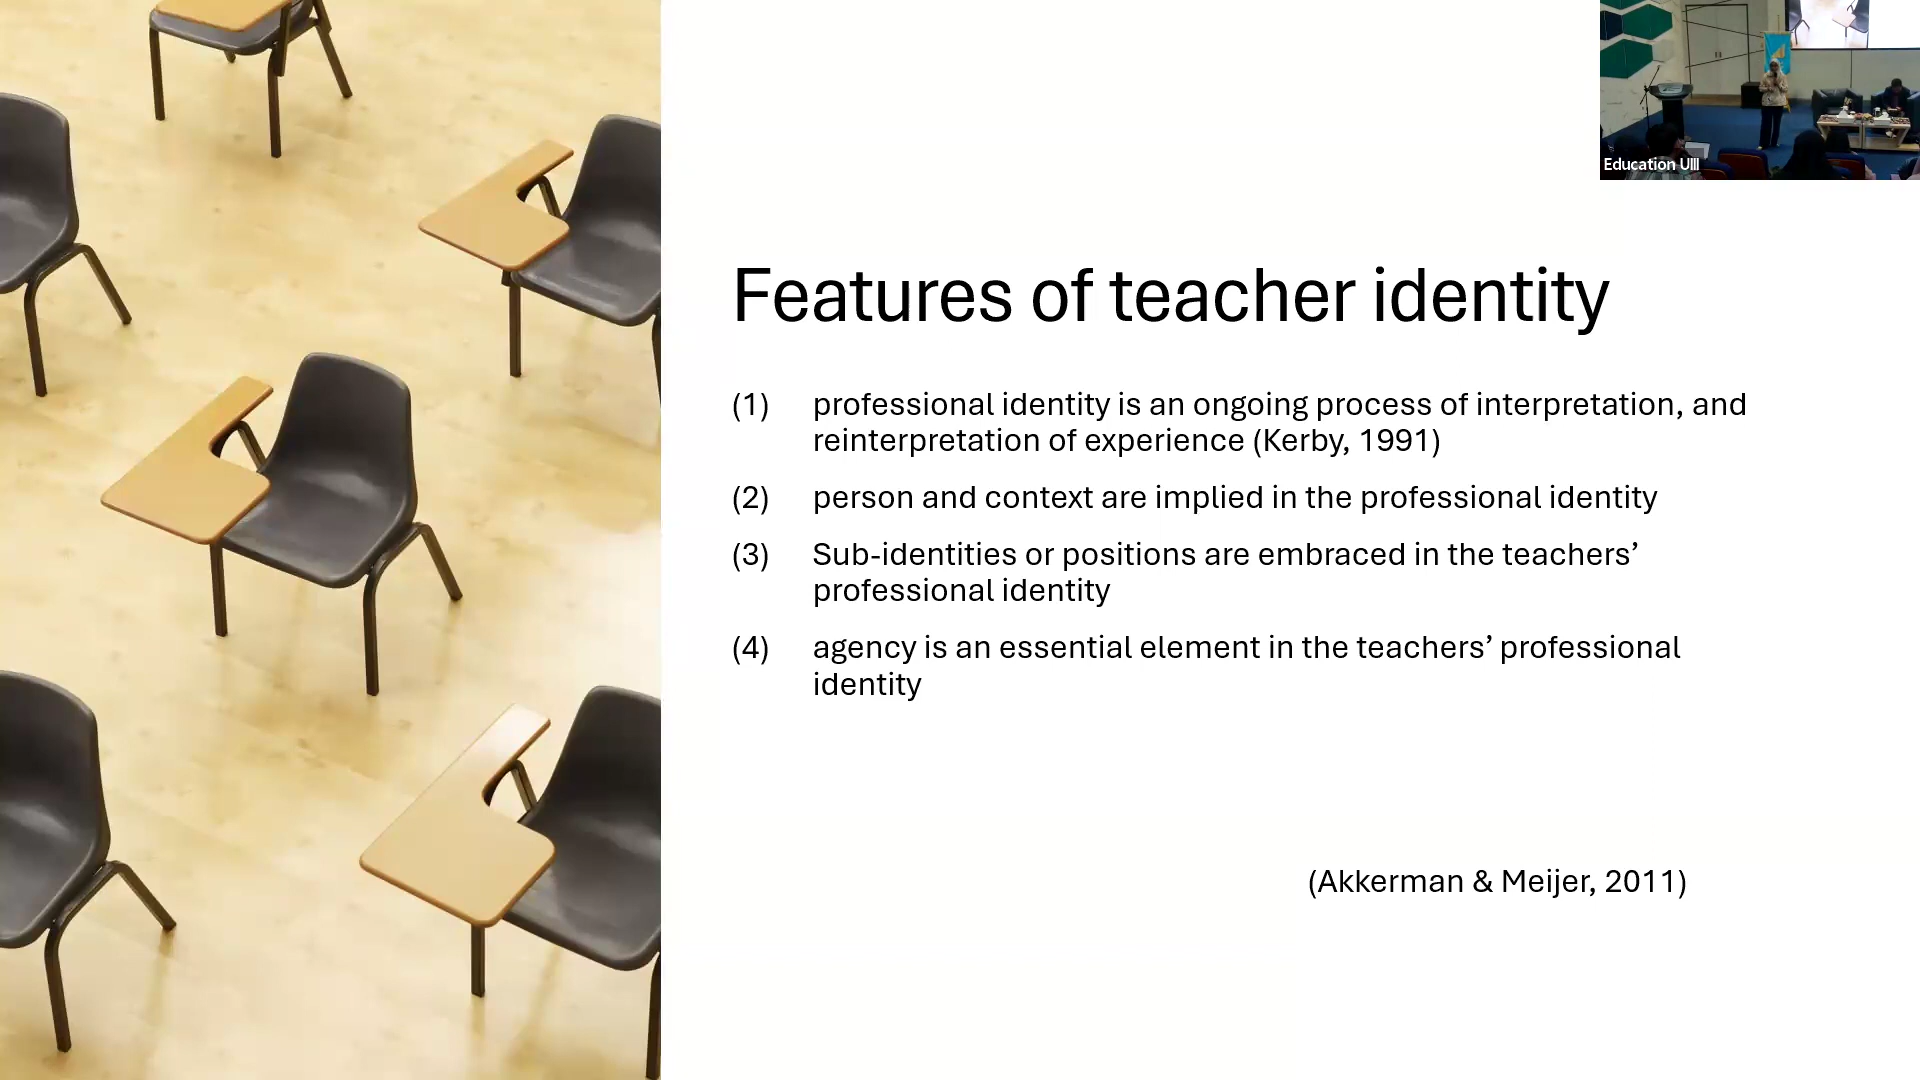 Education UIII
Features of teacher identity
(1) professional identity is an ongoing process of interpretation, and
reinterpretation of experience (Kerby, 1991)
(2) person and context are implied in the professional identity
(3) Sub-identities or positions are embraced in the teachers’
professional identity
(4) agency is an essential element in the teachers’ professional
identity
(Akkerman & Meijer, 2011)